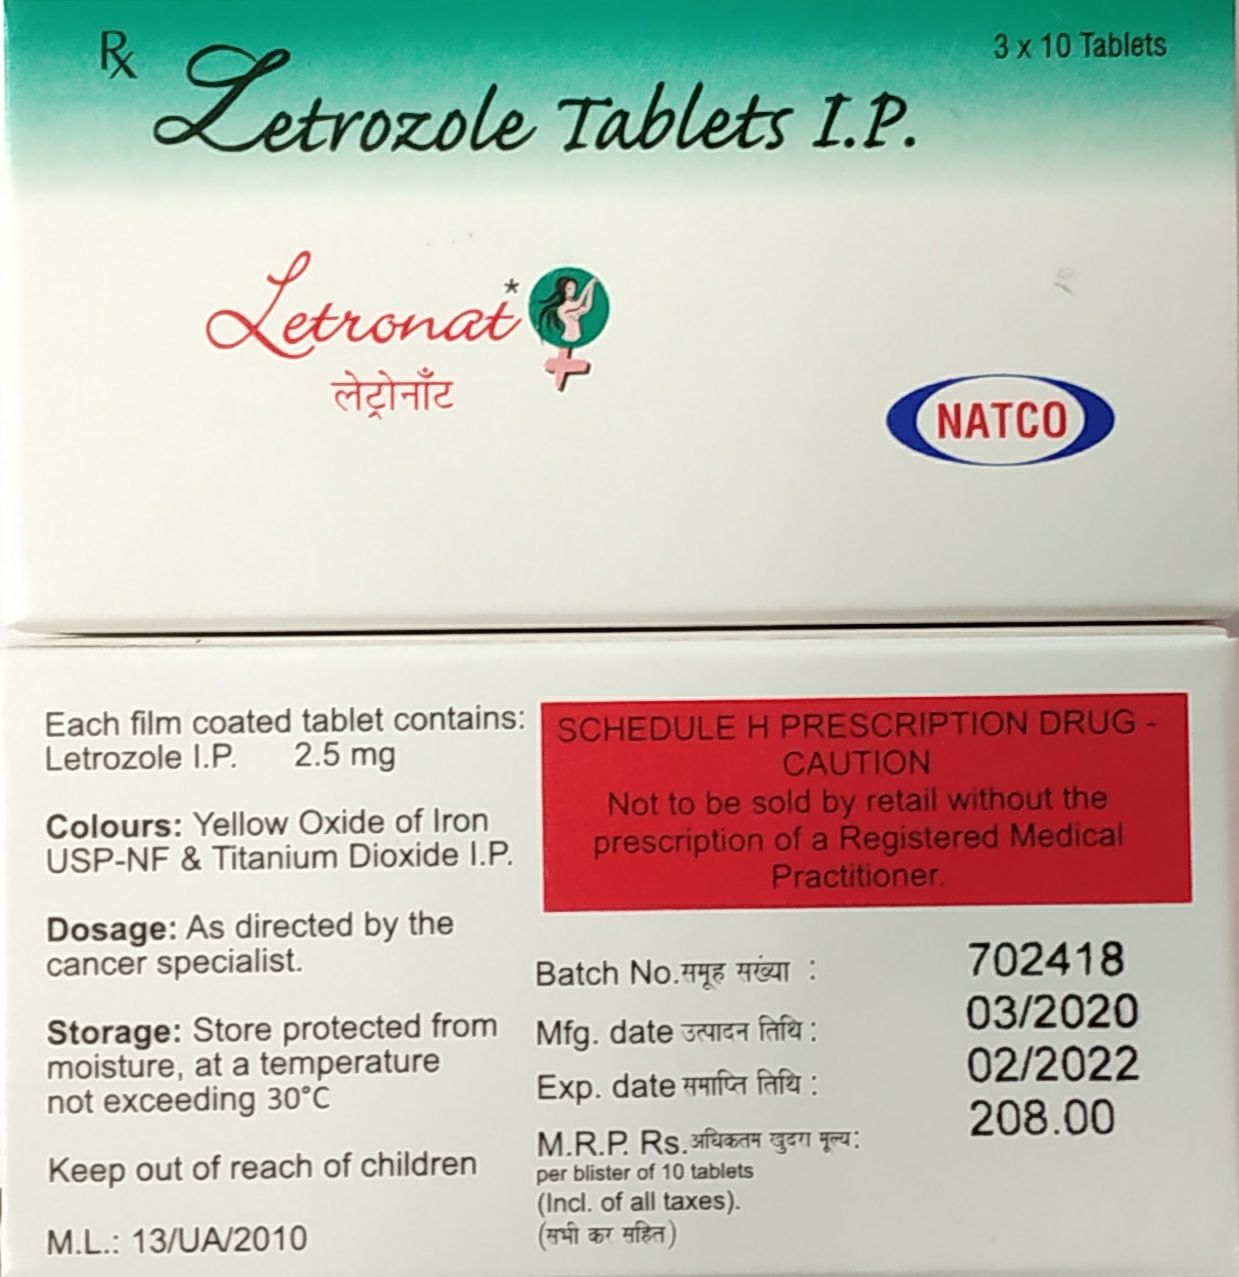 Rx
3 x 10 Tablets
Letrozole Tablets I.P.
Letronat*
लेट्रोनाँट
NATCO
Each film coated tablet contains:
Letrozole I.P. 2.5 mg
Colours: Yellow Oxide of Iron
USP-NF & Titanium Dioxide I.P.
Dosage: As directed by the
cancer specialist.
Storage: Store protected from
moisture, at a temperature
not exceeding 30°C
Keep out of reach of children
M.L.: 13/UA/2010
SCHEDULE H PRESCRIPTION DRUG -
CAUTION
Not to be sold by retail without the
prescription of a Registered Medical
Practitioner.
Batch No.समूह संख्या : 702418
Mfg. date उत्पादन तिथि : 03/2020
Exp. date समाप्ति तिथि : 02/2022
M.R.P. Rs.अधिकतम खुदरा मूल्य: 208.00
per blister of 10 tablets
(Incl. of all taxes).
(सभी कर सहित)